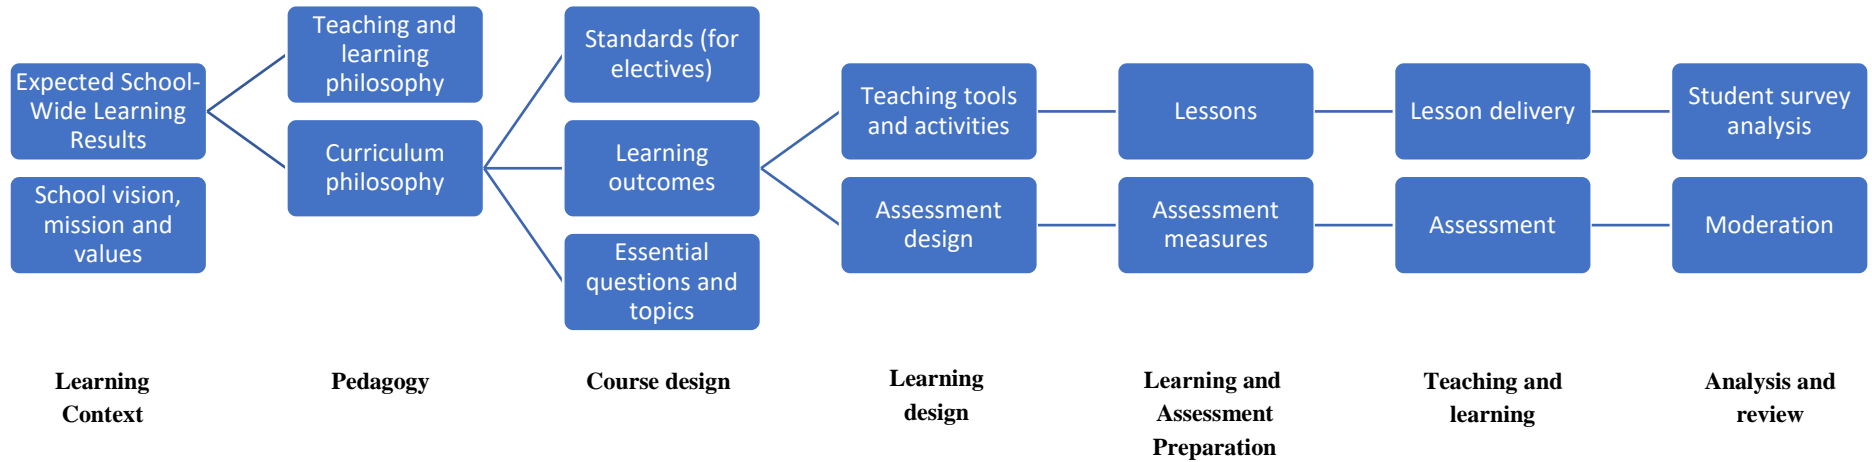 Expected School-
Wide Learning
Results
School vision,
mission and
values
Teaching and
learning
philosophy
Curriculum
philosophy
Standards (for
electives)
Learning
outcomes
Essential
questions and
topics
Teaching tools
and activities
Assessment
design
Lessons
Assessment
measures
Lesson delivery
Assessment
Student survey
analysis
Moderation
Learning
Context
Pedagogy
Course design
Learning
design
Learning and
Assessment
Preparation
Teaching and
learning
Analysis and
review